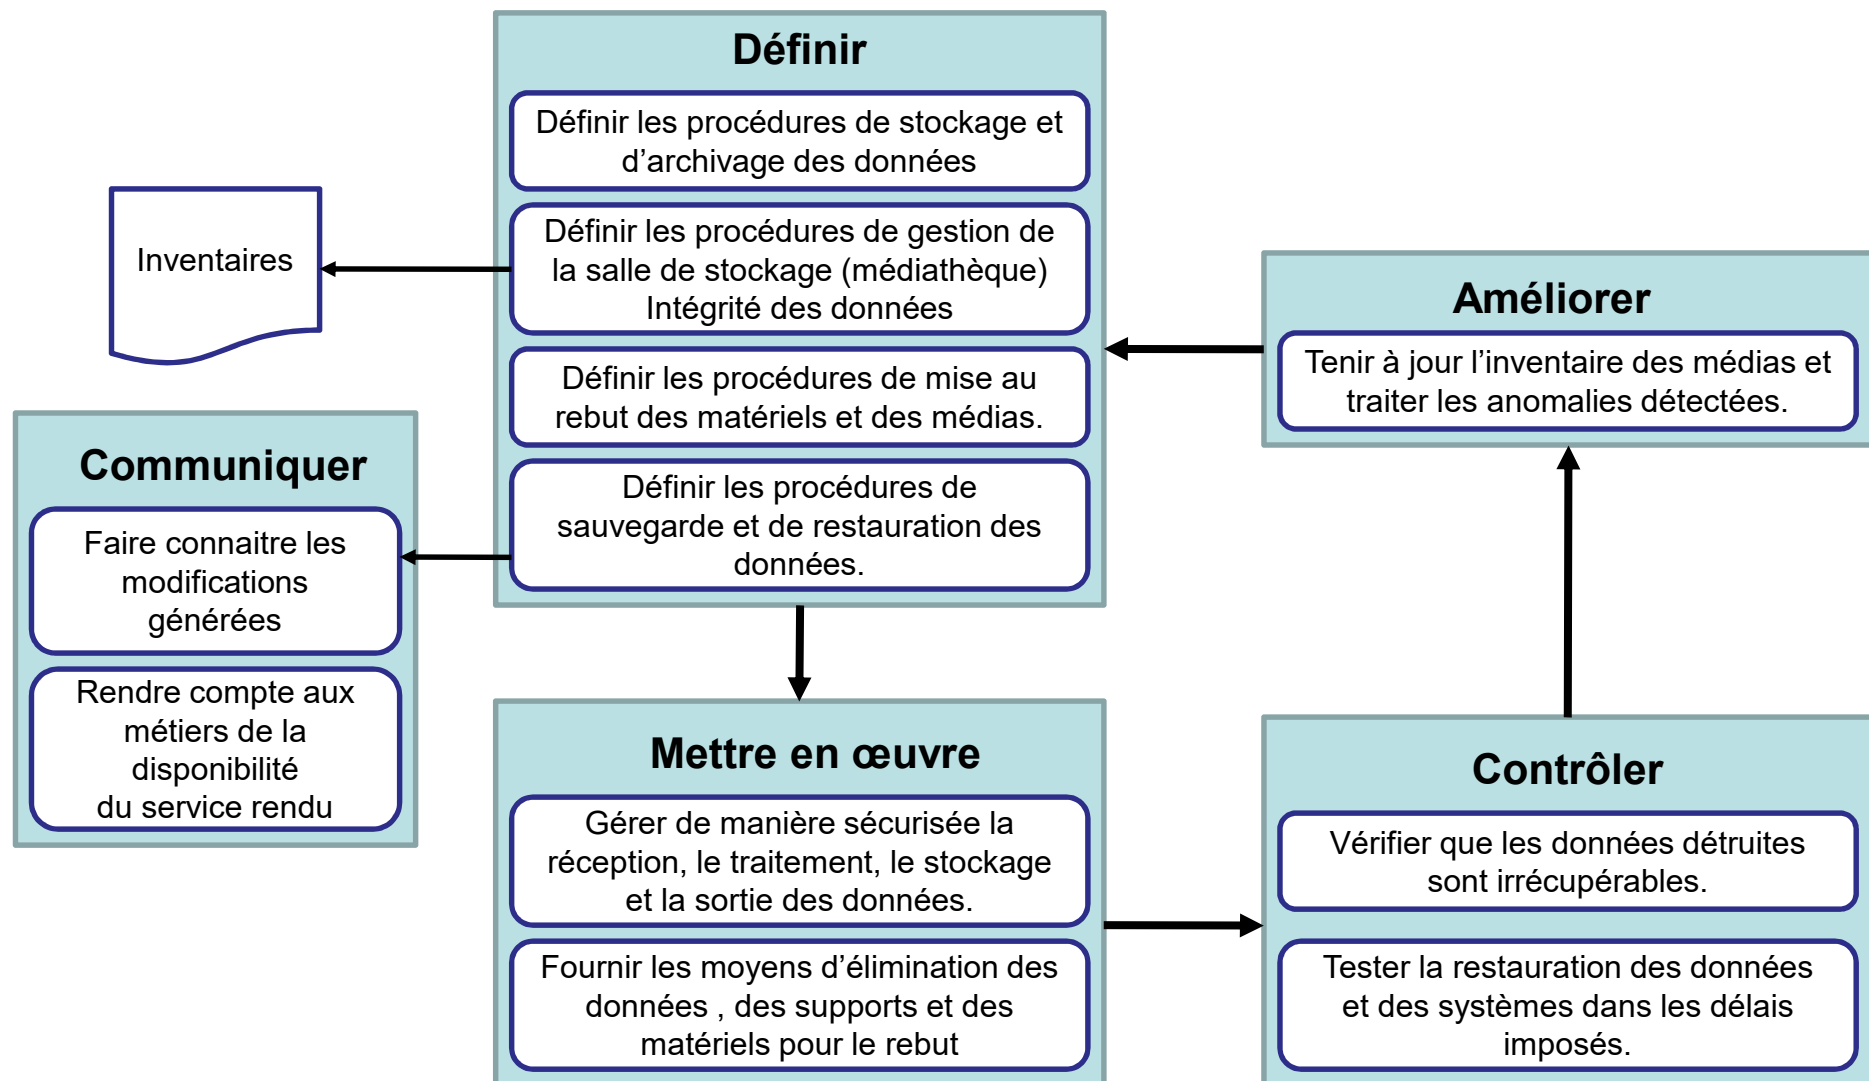 Définir
Définir les procédures de stockage et
d’archivage des données
Définir les procédures de gestion de
la salle de stockage (médiathèque)
Intégrité des données
Définir les procédures de mise au
rebut des matériels et des médias.
Définir les procédures de
sauvegarde et de restauration des
données.
Inventaires
Communiquer
Faire connaitre les
modifications
générées
Rendre compte aux
métiers de la
disponibilité
du service rendu
Améliorer
Tenir à jour l’inventaire des médias et
traiter les anomalies détectées.
Mettre en œuvre
Gérer de manière sécurisée la
réception, le traitement, le stockage
et la sortie des données.
Fournir les moyens d’élimination des
données , des supports et des
matériels pour le rebut
Contrôler
Vérifier que les données détruites
sont irrécupérables.
Tester la restauration des données
et des systèmes dans les délais
imposés.